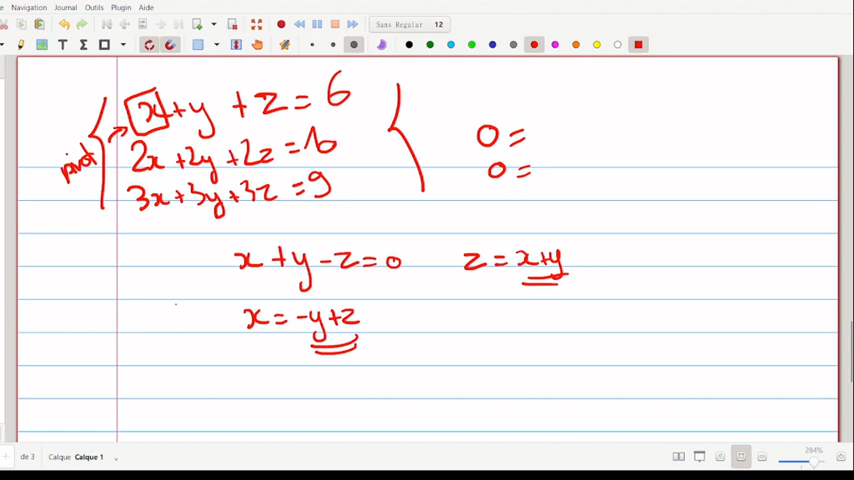 Navigation Journal Outils Plugin Aide
Sans Regular 12
x + y + z = 6
pivot
2x + 2y + 2z = 16
3x + 3y + 3z = 9
0 =
0 =
x + y - z = 0 z = x+y
x = -y+z
de 3 Calque Calque 1 284%